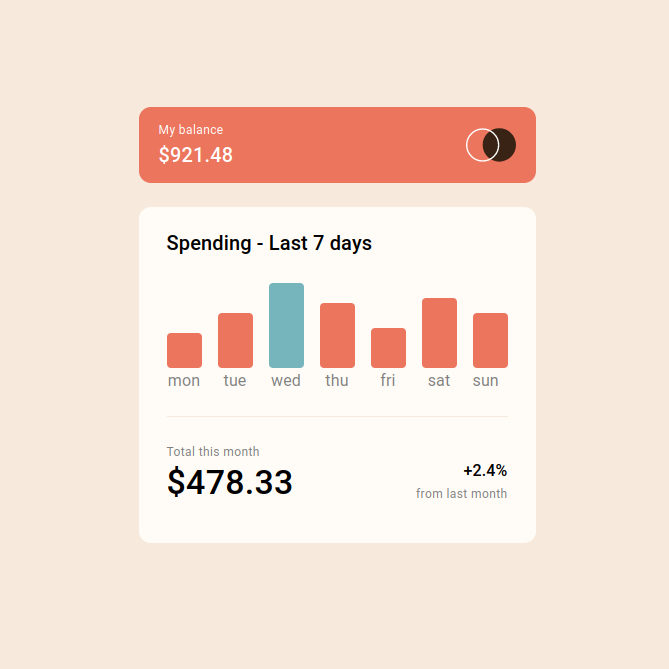 My balance
$921.48
Spending - Last 7 days
mon tue wed thu fri sat sun
Total this month
$478.33
+2.4%
from last month